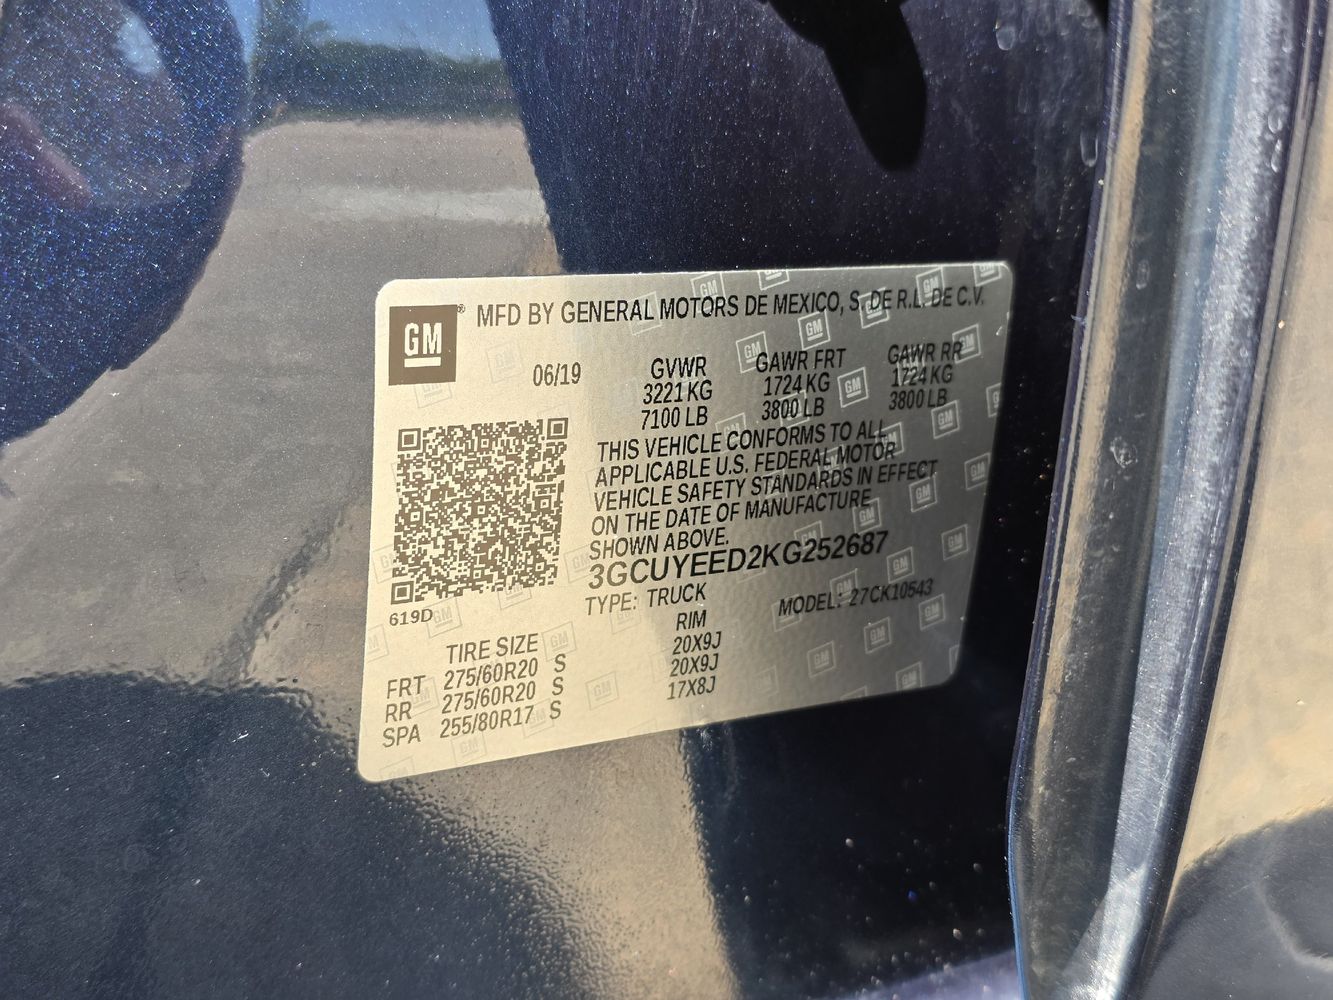 GM ® MFD BY GENERAL MOTORS DE MEXICO, S. DE R.L. DE C.V.
06/19 GVWR GAWR FRT GAWR RR
3221 KG 1724 KG 1724 KG
7100 LB 3800 LB 3800 LB
THIS VEHICLE CONFORMS TO ALL
APPLICABLE U.S. FEDERAL MOTOR
VEHICLE SAFETY STANDARDS IN EFFECT
ON THE DATE OF MANUFACTURE
SHOWN ABOVE.
3GCUYEED2KG252687
619D TYPE: TRUCK MODEL: 27CK10543
TIRE SIZE RIM
FRT 275/60R20 S 20X9J
RR 275/60R20 S 20X9J
SPA 255/80R17 S 17X8J